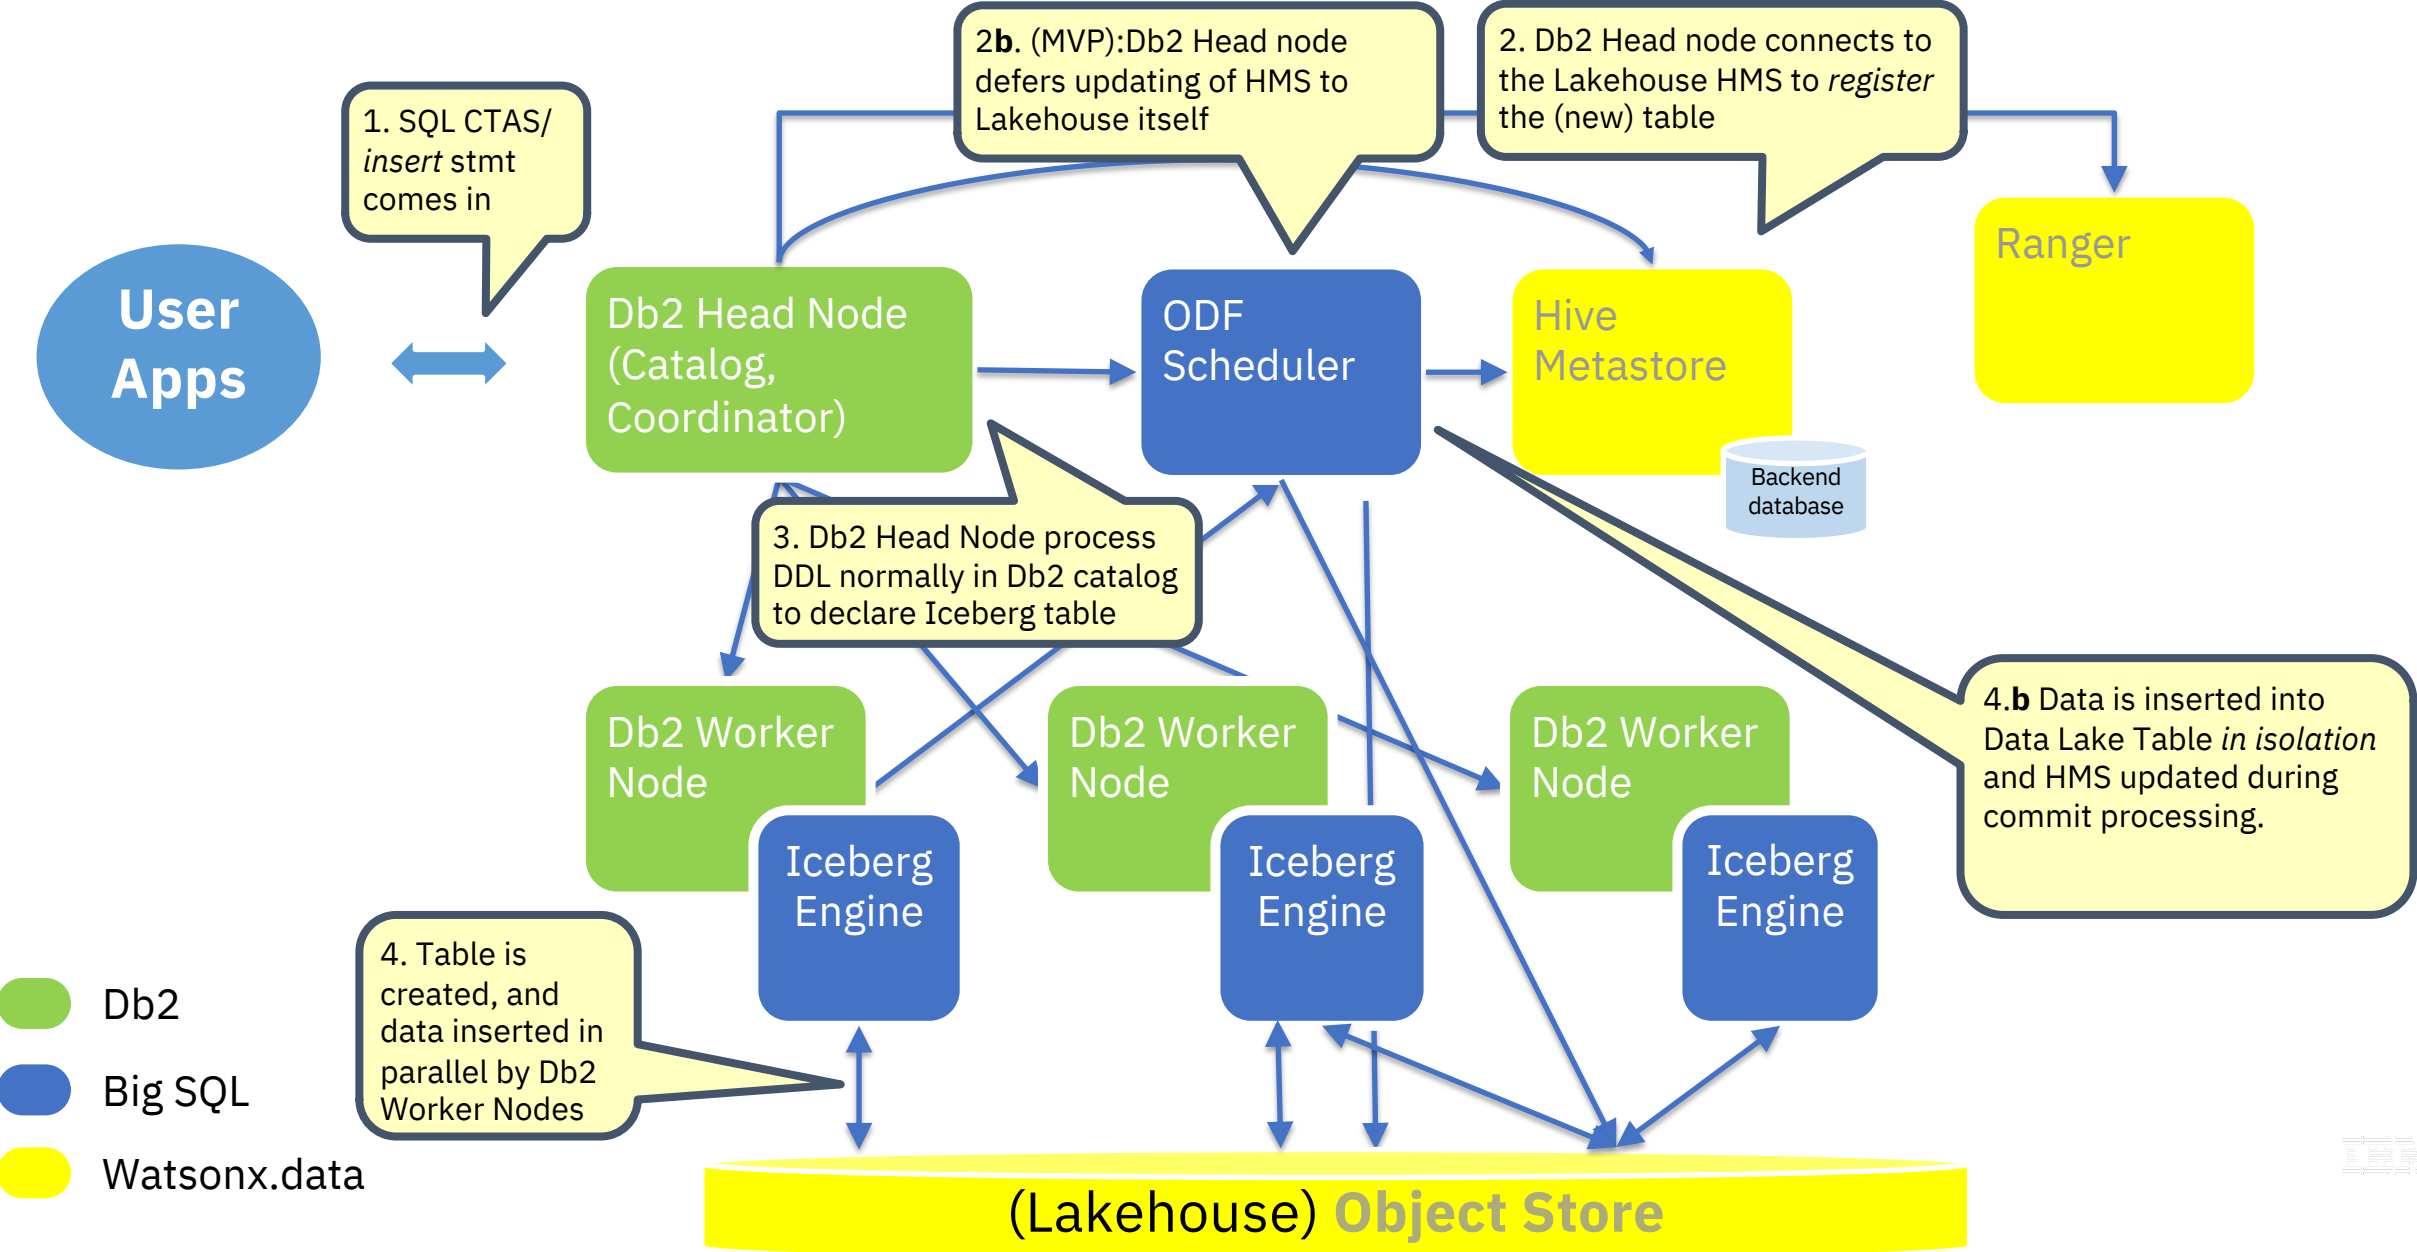 2b. (MVP):Db2 Head node
defers updating of HMS to
Lakehouse itself
2. Db2 Head node connects to
the Lakehouse HMS to register
the (new) table
1. SQL CTAS/
insert stmt
comes in
User
Apps
Db2 Head Node
(Catalog,
Coordinator)
ODF
Scheduler
Hive
Metastore
Ranger
Backend
database
3. Db2 Head Node process
DDL normally in Db2 catalog
to declare Iceberg table
Db2 Worker
Node
Db2 Worker
Node
Db2 Worker
Node
4.b Data is inserted into
Data Lake Table in isolation
and HMS updated during
commit processing.
Iceberg
Engine
Iceberg
Engine
Iceberg
Engine
4. Table is
created, and
data inserted in
parallel by Db2
Worker Nodes
Db2
Big SQL
Watsonx.data
(Lakehouse) Object Store